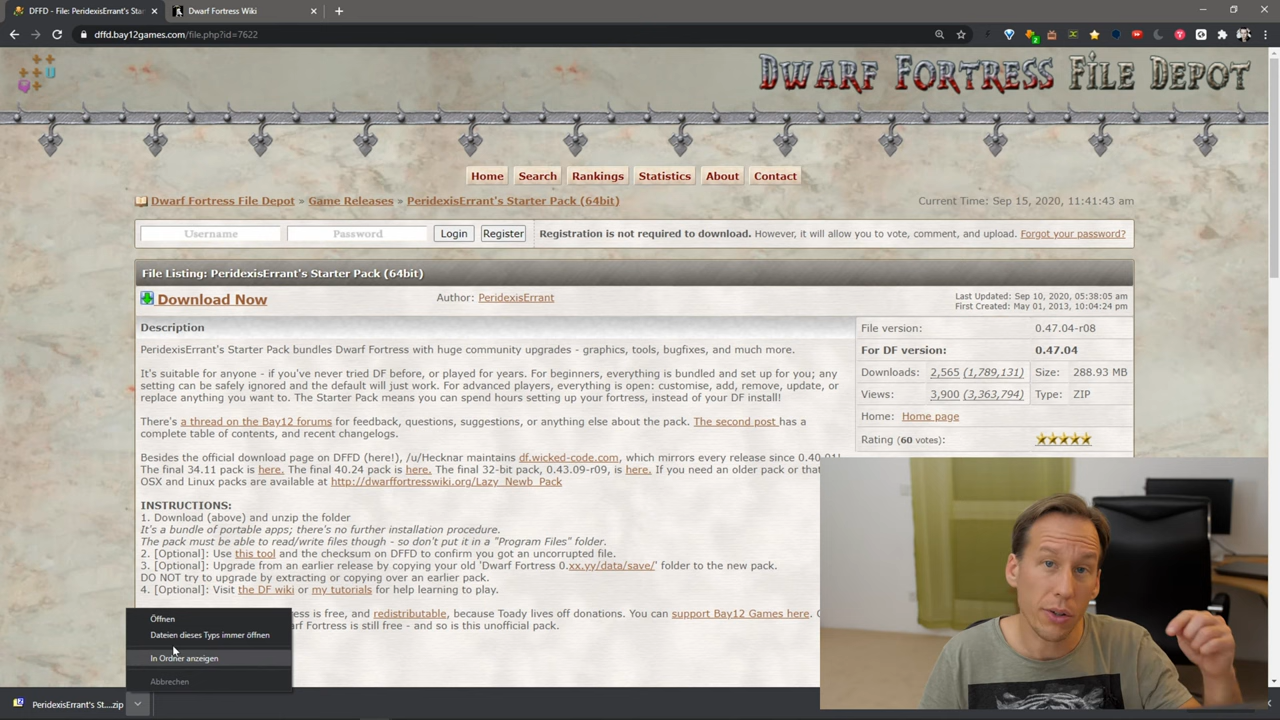 DFFD - File: PeridexisErrant's Star
Dwarf Fortress Wiki
dffd.bay12games.com/file.php?id=7622
2
Dwarf Fortress File Depot
Home Search Rankings Statistics About Contact
Dwarf Fortress File Depot » Game Releases » PeridexisErrant's Starter Pack (64bit)
Current Time: Sep 15, 2020, 11:41:43 am
Username Password Login Register Registration is not required to download. However, it will allow you to vote, comment, and upload. Forgot your password?
File Listing: PeridexisErrant's Starter Pack (64bit)
Download Now
Author: PeridexisErrant
Last Updated: Sep 10, 2020, 05:38:05 am
First Created: May 01, 2013, 10:04:24 pm
Description
PeridexisErrant's Starter Pack bundles Dwarf Fortress with huge community upgrades - graphics, tools, bugfixes, and much more.
It's suitable for anyone - if you've never tried DF before, or played for years. For beginners, everything is bundled and set up for you; any
setting can be safely ignored and the default will just work. For advanced players, everything is open: customise, add, remove, update, or
replace anything you want to. The Starter Pack means you can spend hours setting up your fortress, instead of your DF install!
There's a thread on the Bay12 forums for feedback, questions, suggestions, or anything else about the pack. The second post has a
complete table of contents, and recent changelogs.
Besides the official download page on DFFD (here!), /u/Hecknar maintains df.wicked-code.com, which mirrors every release since 0.40.01!
The final 34.11 pack is here. The final 40.24 pack is here. The final 32-bit pack, 0.43.09-r09, is here. If you need an older pack or that
OSX and Linux packs are available at http://dwarffortresswiki.org/Lazy_Newb_Pack
INSTRUCTIONS:
1. Download (above) and unzip the folder
It's a bundle of portable apps; there's no further installation procedure.
The pack must be able to read/write files though - so don't put it in a "Program Files" folder.
2. [Optional]: Use this tool and the checksum on DFFD to confirm you got an uncorrupted file.
3. [Optional]: Upgrade from an earlier release by copying your old 'Dwarf Fortress 0.xx.yy/data/save/' folder to the new pack.
DO NOT try to upgrade by extracting or copying over an earlier pack.
4. [Optional]: Visit the DF wiki or my tutorials for help learning to play.
ress is free, and redistributable, because Toady lives off donations. You can support Bay12 Games here.
arf Fortress is still free - and so is this unofficial pack.
File version: 0.47.04-r08
For DF version: 0.47.04
Downloads: 2,565 (1,789,131) Size: 288.93 MB
Views: 3,900 (3,363,794) Type: ZIP
Home: Home page
Rating (60 votes):
Öffnen
Dateien dieses Typs immer öffnen
In Ordner anzeigen
Abbrechen
PeridexisErrant's St....zip